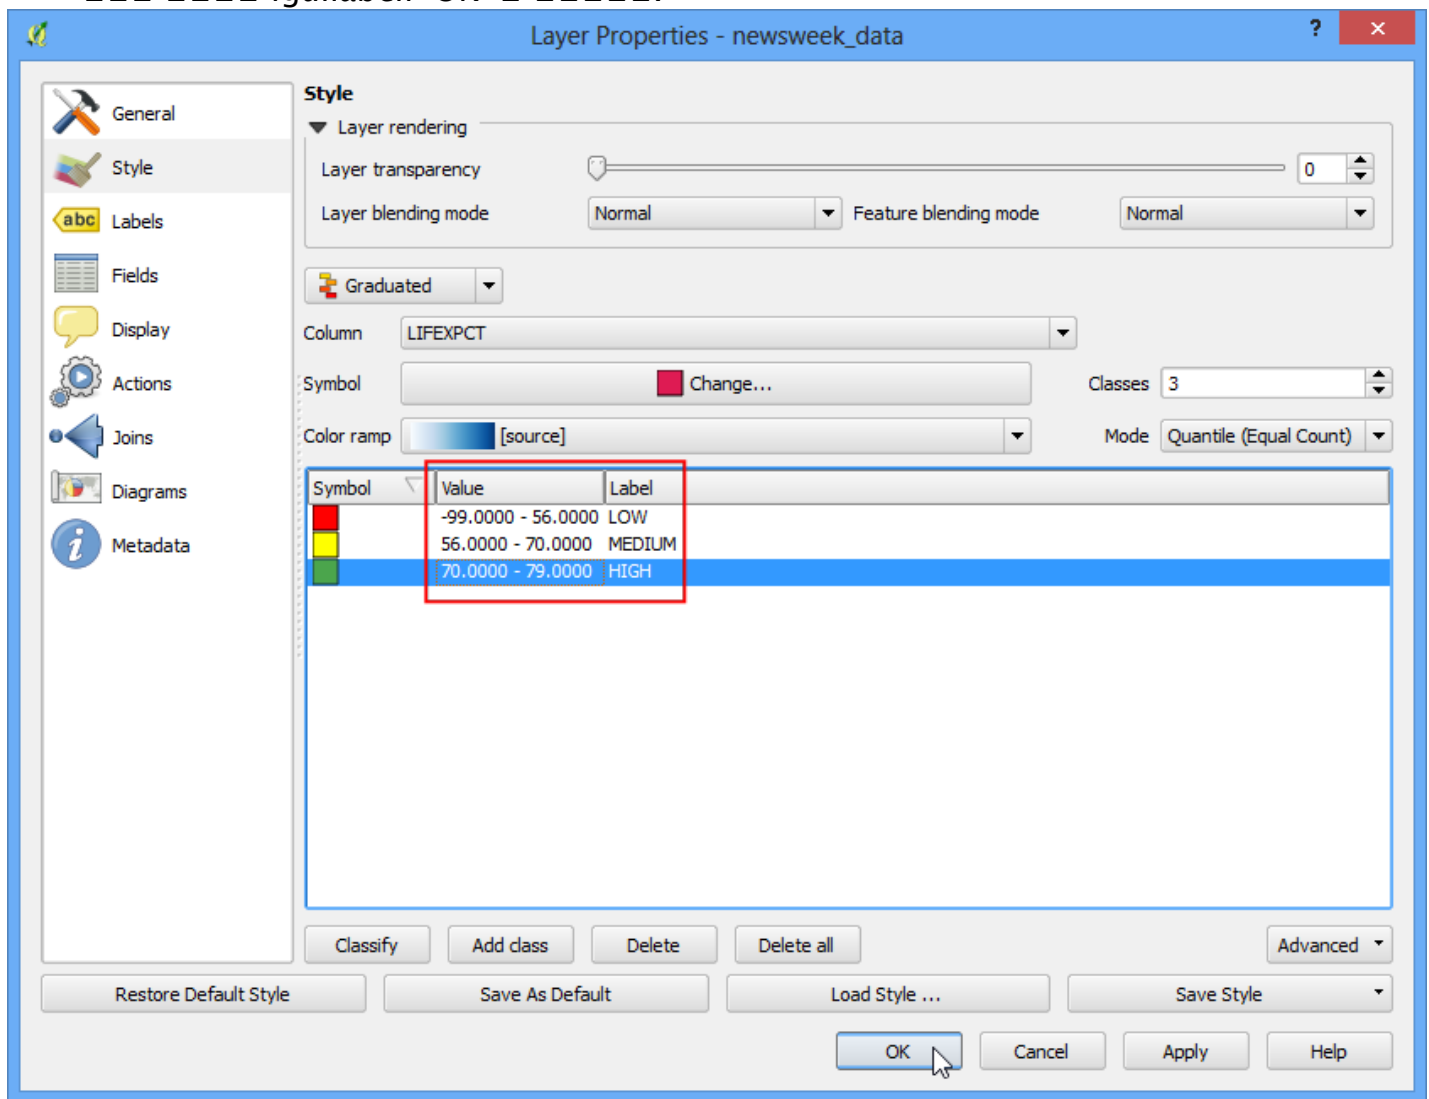 Layer Properties - newsweek_data
?
General
Style
Labels
Fields
Display
Actions
Joins
Diagrams
Metadata
abc
Style
Layer rendering
Layer transparency 0
Layer blending mode Normal Feature blending mode Normal
Graduated
Column LIFEXPCT
Symbol Change... Classes 3
Color ramp [source] Mode Quantile (Equal Count)
Symbol Value Label
-99.0000 - 56.0000 LOW
56.0000 - 70.0000 MEDIUM
70.0000 - 79.0000 HIGH
Classify Add class Delete Delete all Advanced
Restore Default Style Save As Default Load Style ... Save Style
OK Cancel Apply Help